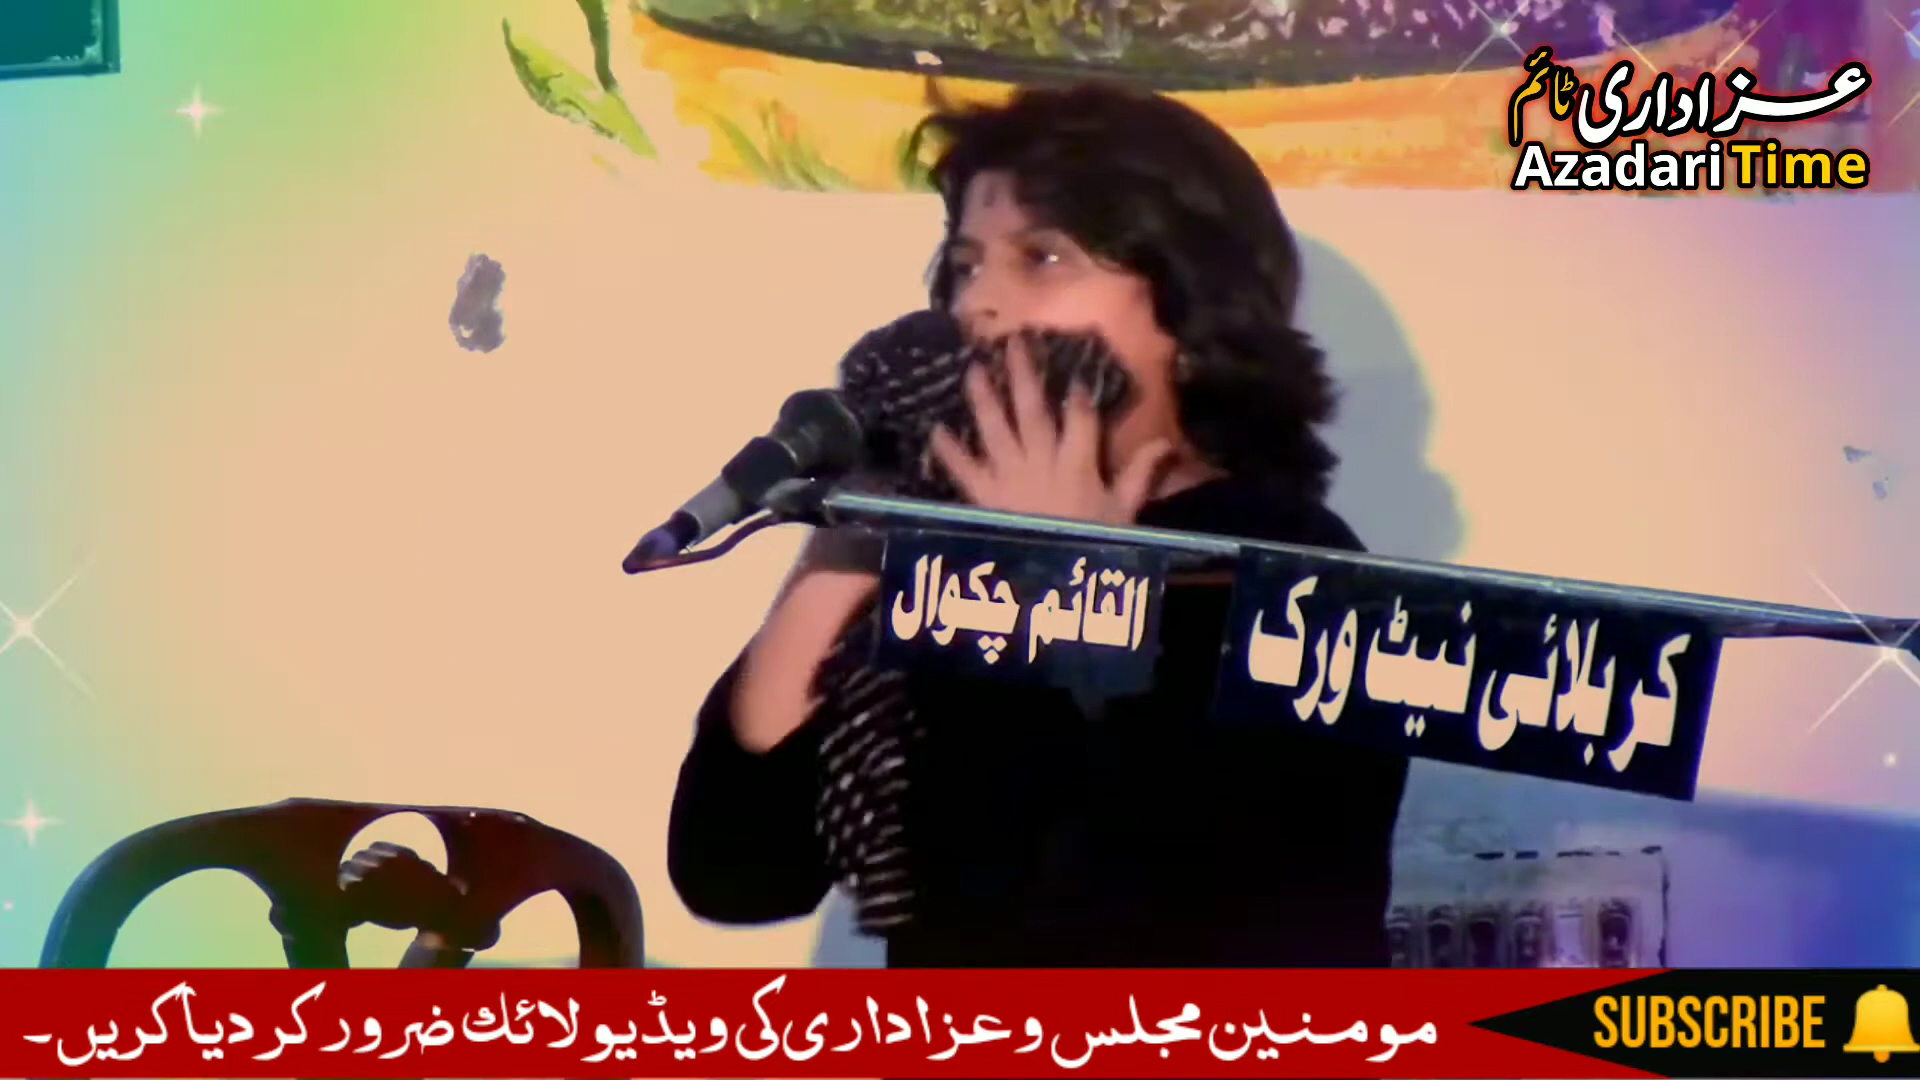 عزاداری ٹائم
Azadari Time
القائم چکوال
کربلائی نیٹ ورک
مومنین مجلس و عزاداری کی ویڈیو لائک ضرور کر دیا کریں۔
SUBSCRIBE